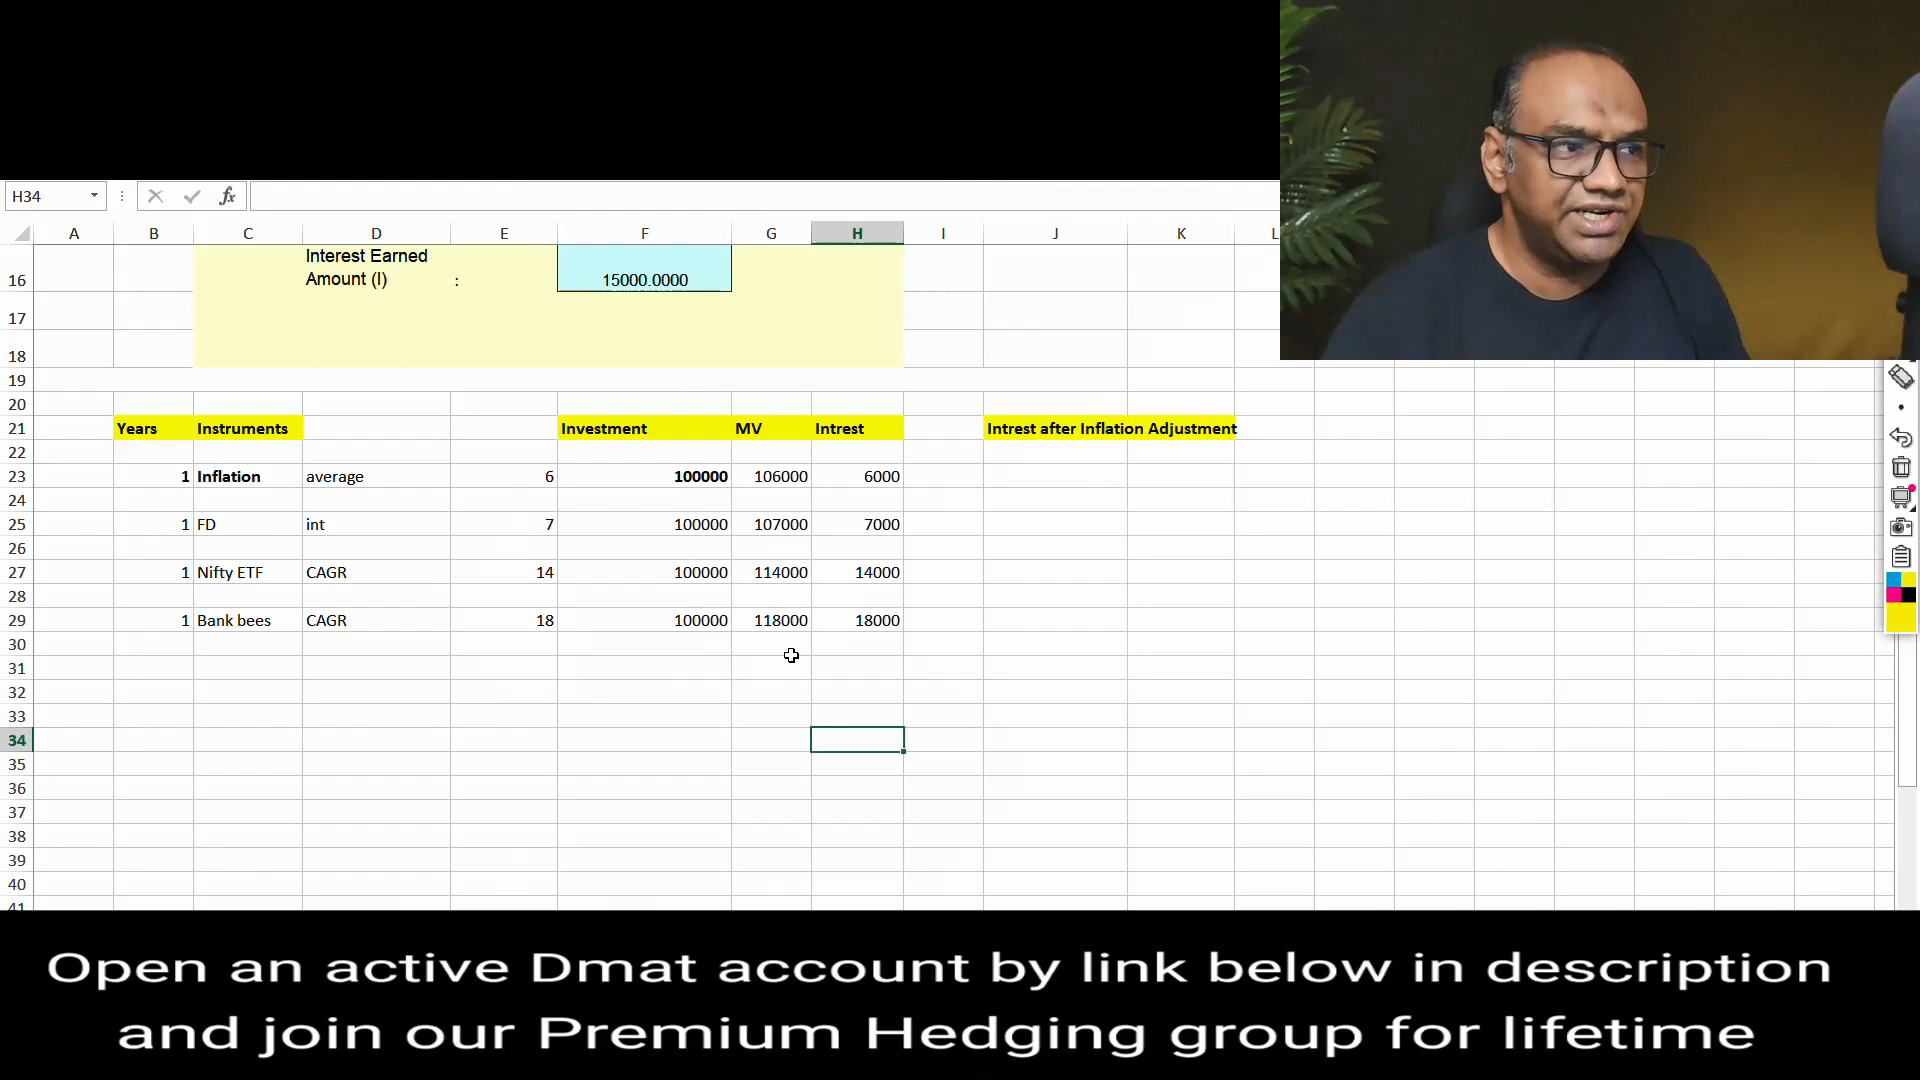 H34 fx
A B C D E F G H I J K L
Interest Earned
16 Amount (I) : 15000.0000
17
18
19
20
21 Years Instruments Investment MV Intrest Intrest after Inflation Adjustment
22
23 1 Inflation average 6 100000 106000 6000
24
25 1 FD int 7 100000 107000 7000
26
27 1 Nifty ETF CAGR 14 100000 114000 14000
28
29 1 Bank bees CAGR 18 100000 118000 18000
30
31
32
33
34
35
36
37
38
39
40
41
Open an active Dmat account by link below in description
and join our Premium Hedging group for lifetime